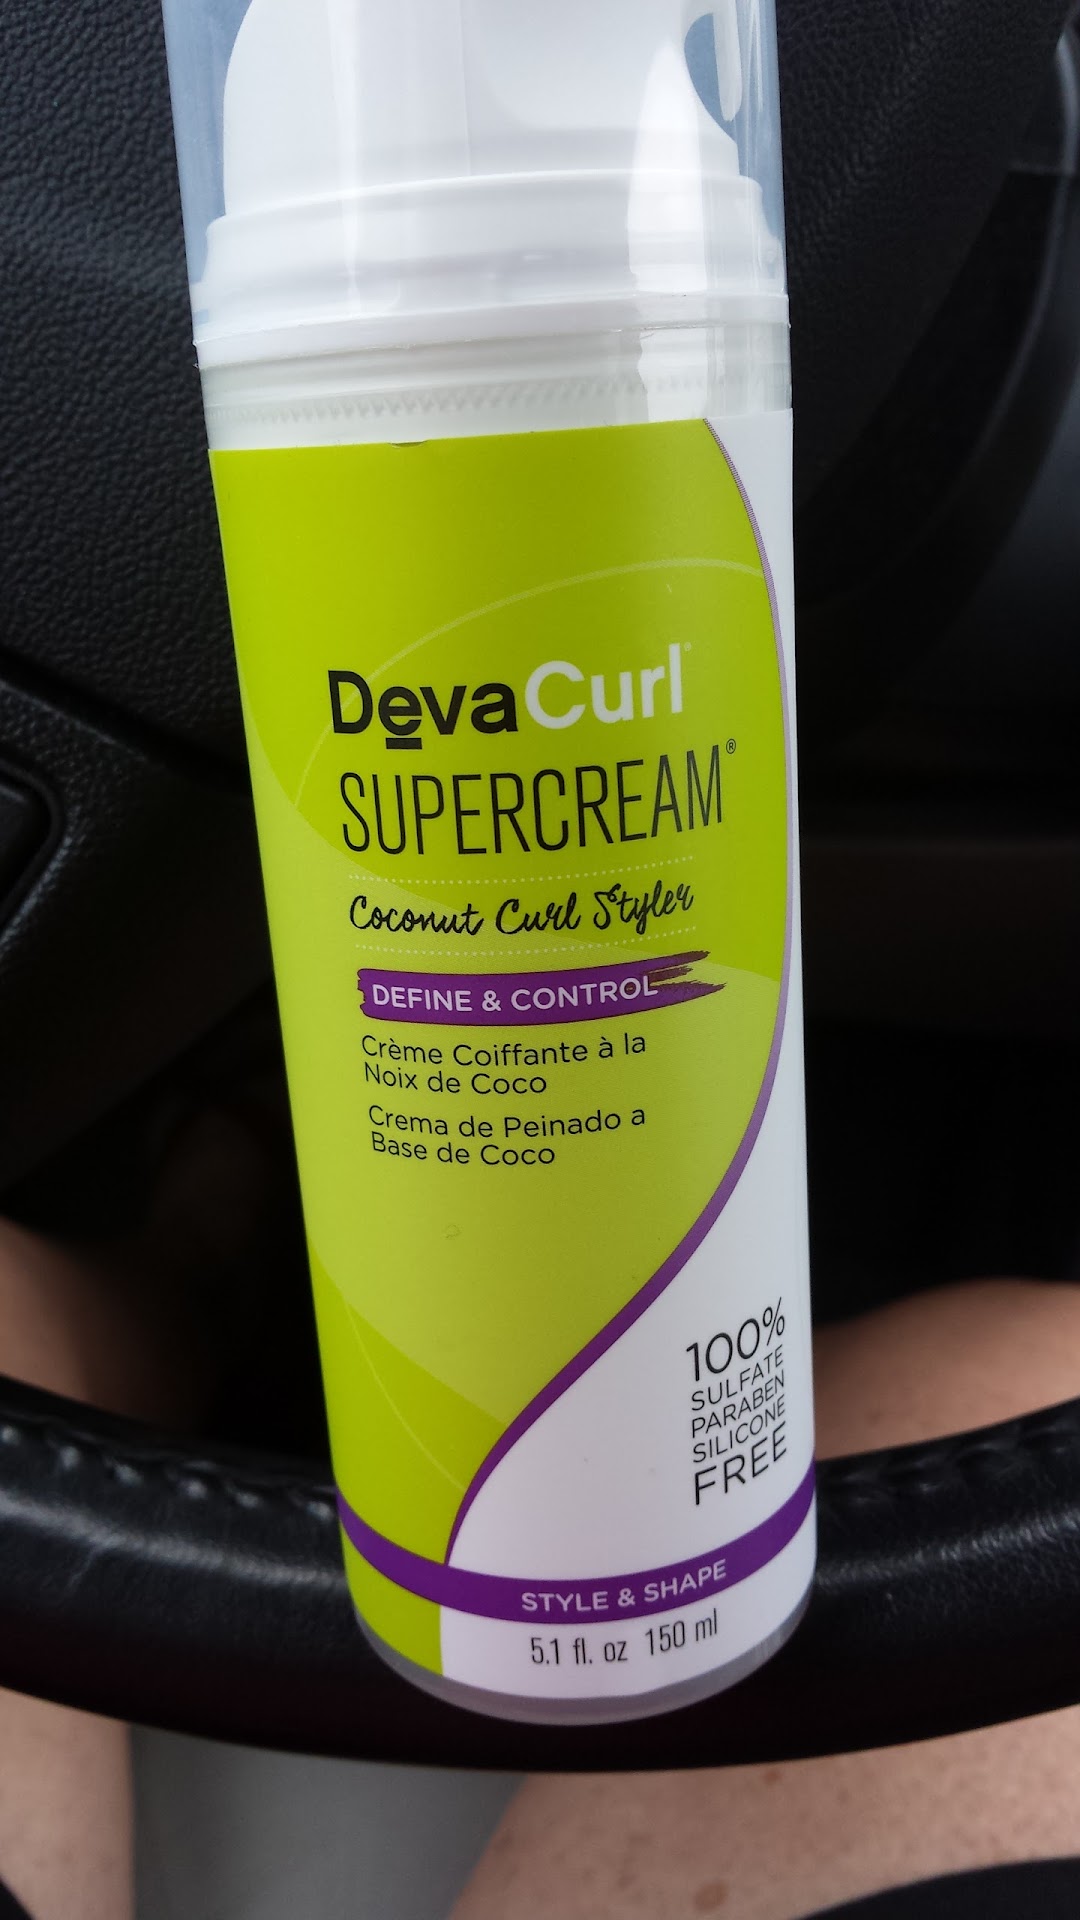 DevaCurl®
SUPERCREAM®
Coconut Curl Styler
DEFINE & CONTROL
Crème Coiffante à la
Noix de Coco
Crema de Peinado a
Base de Coco
100%
SULFATE
PARABEN
SILICONE
FREE
STYLE & SHAPE
5.1 fl. oz 150 ml